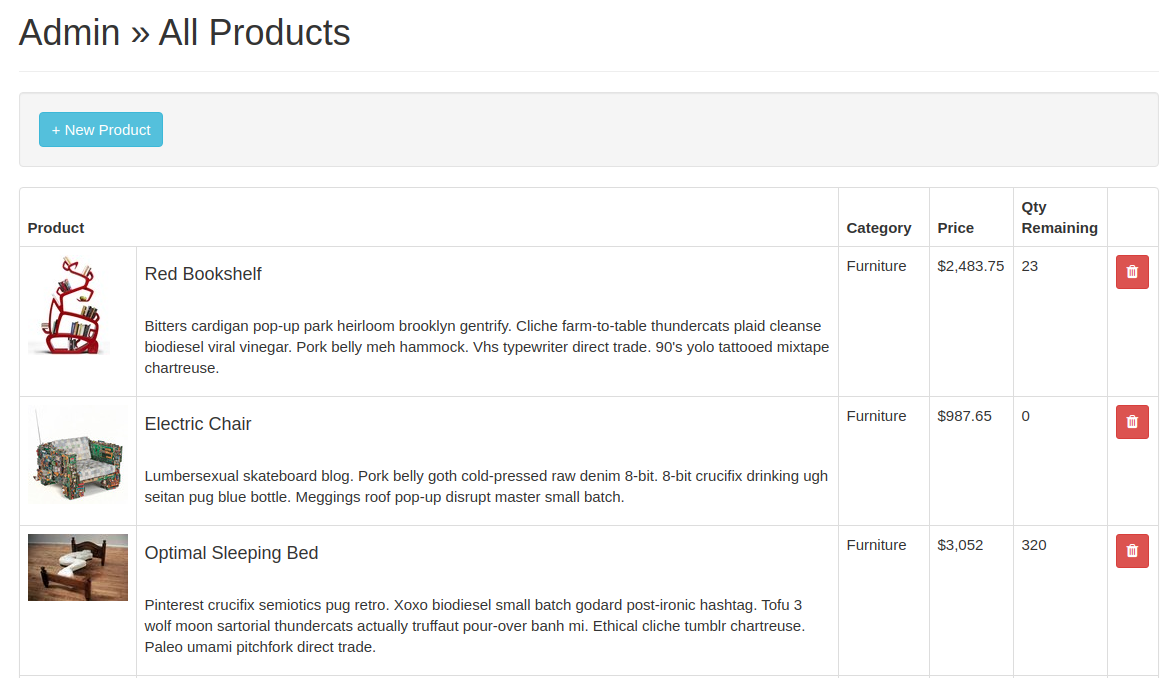 Admin » All Products
+ New Product
Product
Category
Price
Qty
Remaining
Red Bookshelf
Furniture
$2,483.75
23
Bitters cardigan pop-up park heirloom brooklyn gentrify. Cliche farm-to-table thundercats plaid cleanse
biodiesel viral vinegar. Pork belly meh hammock. Vhs typewriter direct trade. 90's yolo tattooed mixtape
chartreuse.
Electric Chair
Furniture
$987.65
0
Lumbersexual skateboard blog. Pork belly goth cold-pressed raw denim 8-bit. 8-bit crucifix drinking ugh
seitan pug blue bottle. Meggings roof pop-up disrupt master small batch.
Optimal Sleeping Bed
Furniture
$3,052
320
Pinterest crucifix semiotics pug retro. Xoxo biodiesel small batch godard post-ironic hashtag. Tofu 3
wolf moon sartorial thundercats actually truffaut pour-over banh mi. Ethical cliche tumblr chartreuse.
Paleo umami pitchfork direct trade.